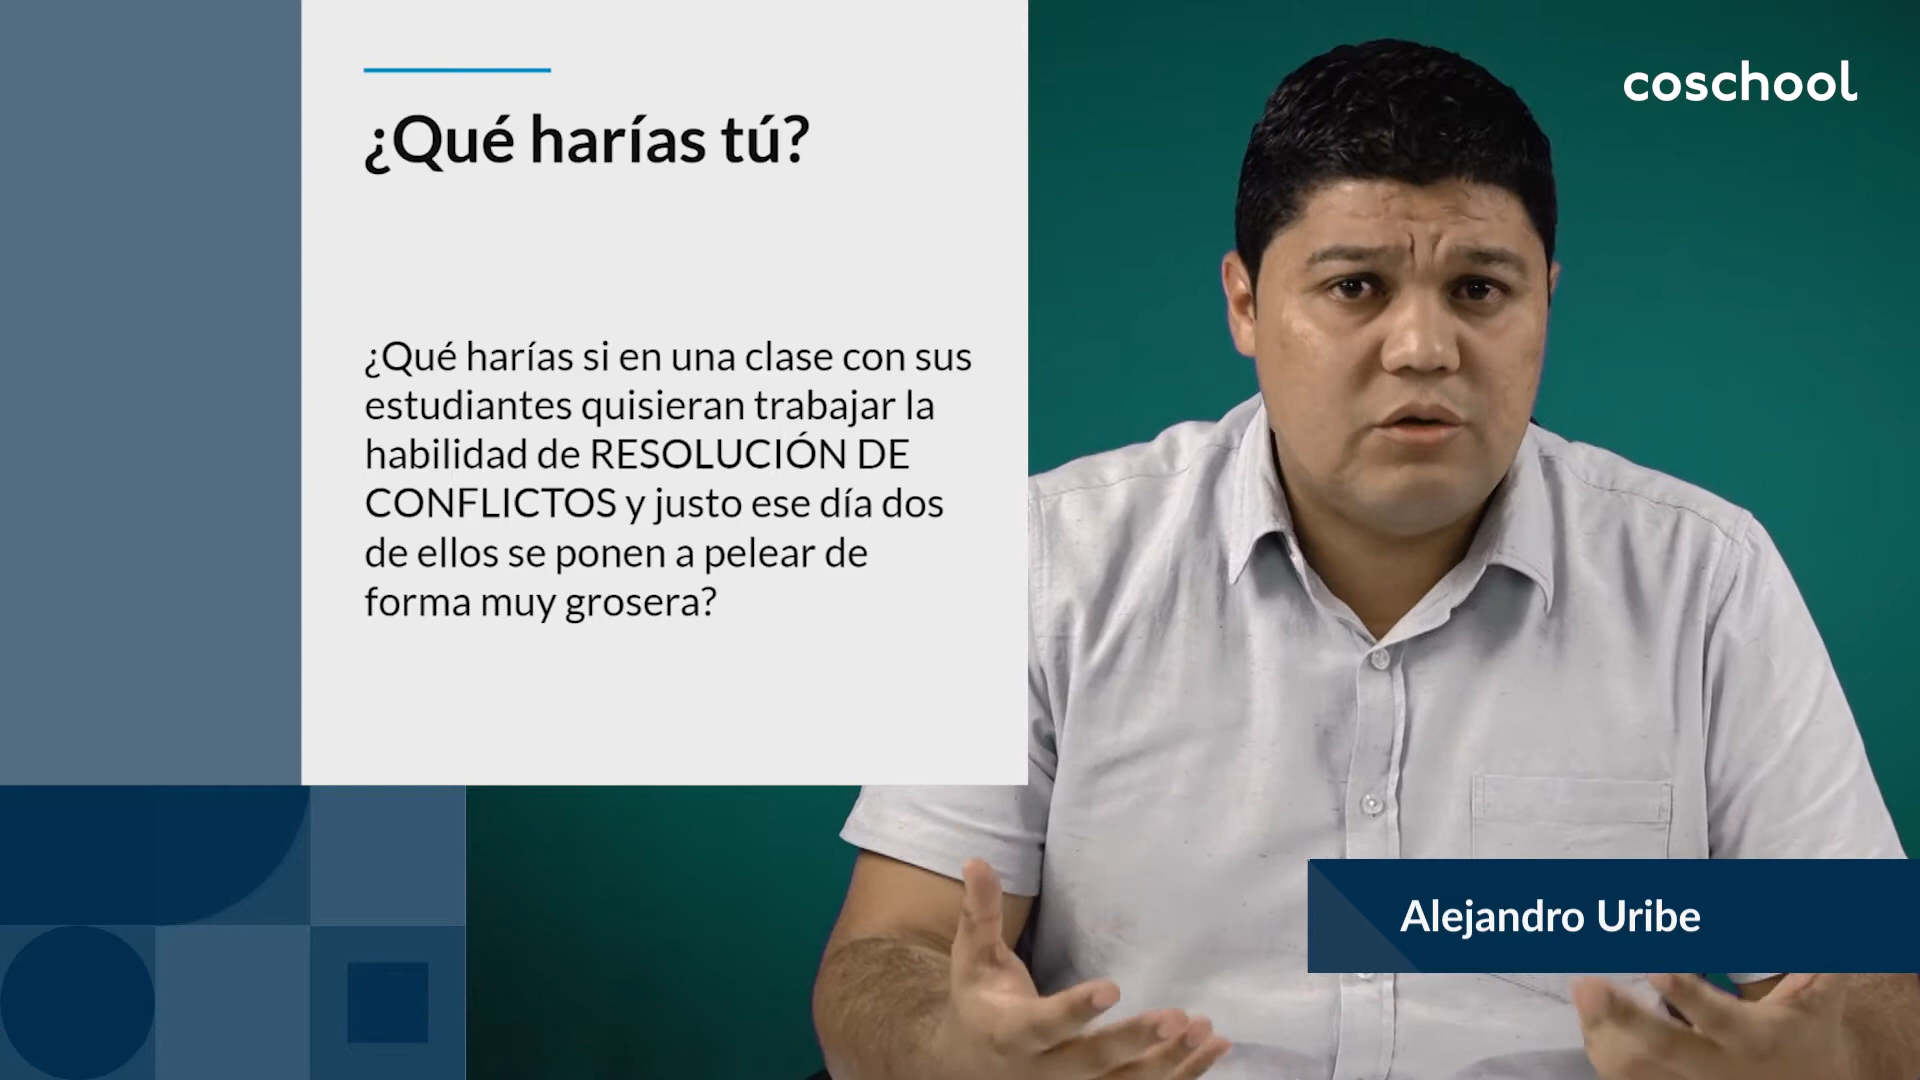 ¿Qué harías tú?
¿Qué harías si en una clase con sus
estudiantes quisieran trabajar la
habilidad de RESOLUCIÓN DE
CONFLICTOS y justo ese día dos
de ellos se ponen a pelear de
forma muy grosera?
coschool
Alejandro Uribe